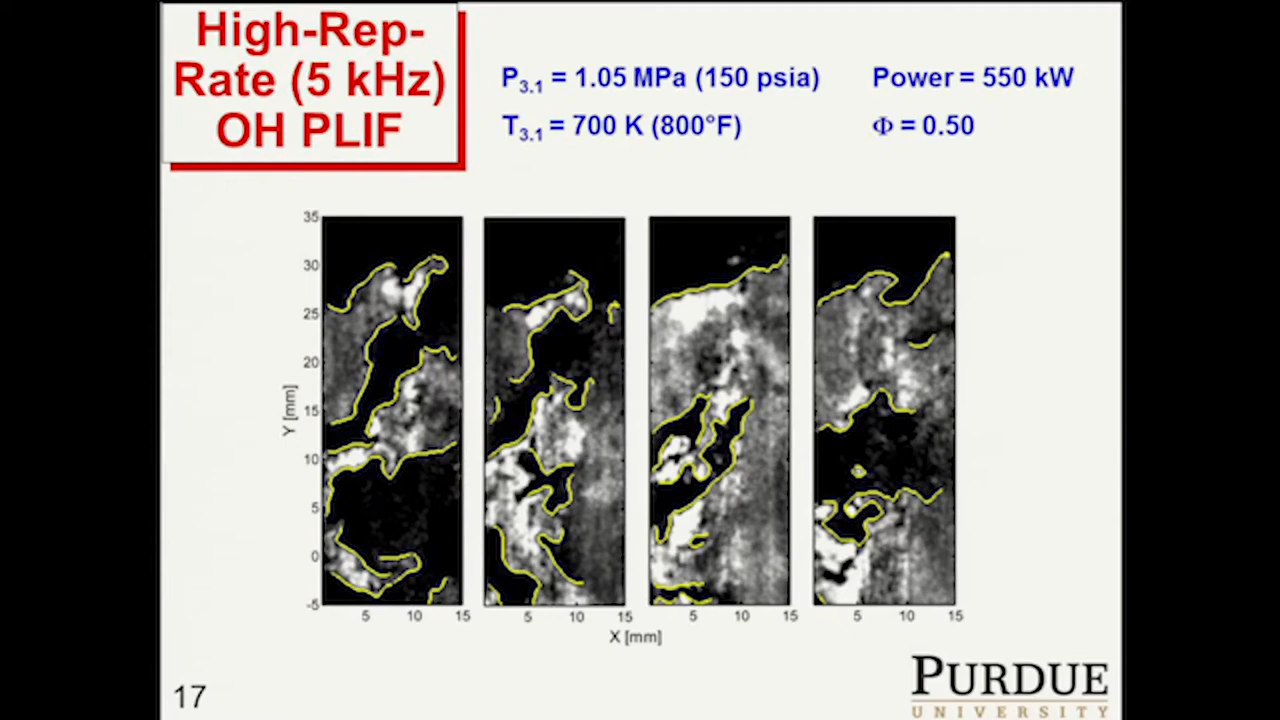 High-Rep-
Rate (5 kHz)
OH PLIF
P3.1 = 1.05 MPa (150 psia)
Power = 550 kW
T3.1 = 700 K (800°F)
Φ = 0.50
35
30
25
20
15
10
5
0
-5
Y [mm]
5 10 15
5 10 15
5 10 15
5 10 15
X [mm]
17
PURDUE
UNIVERSITY